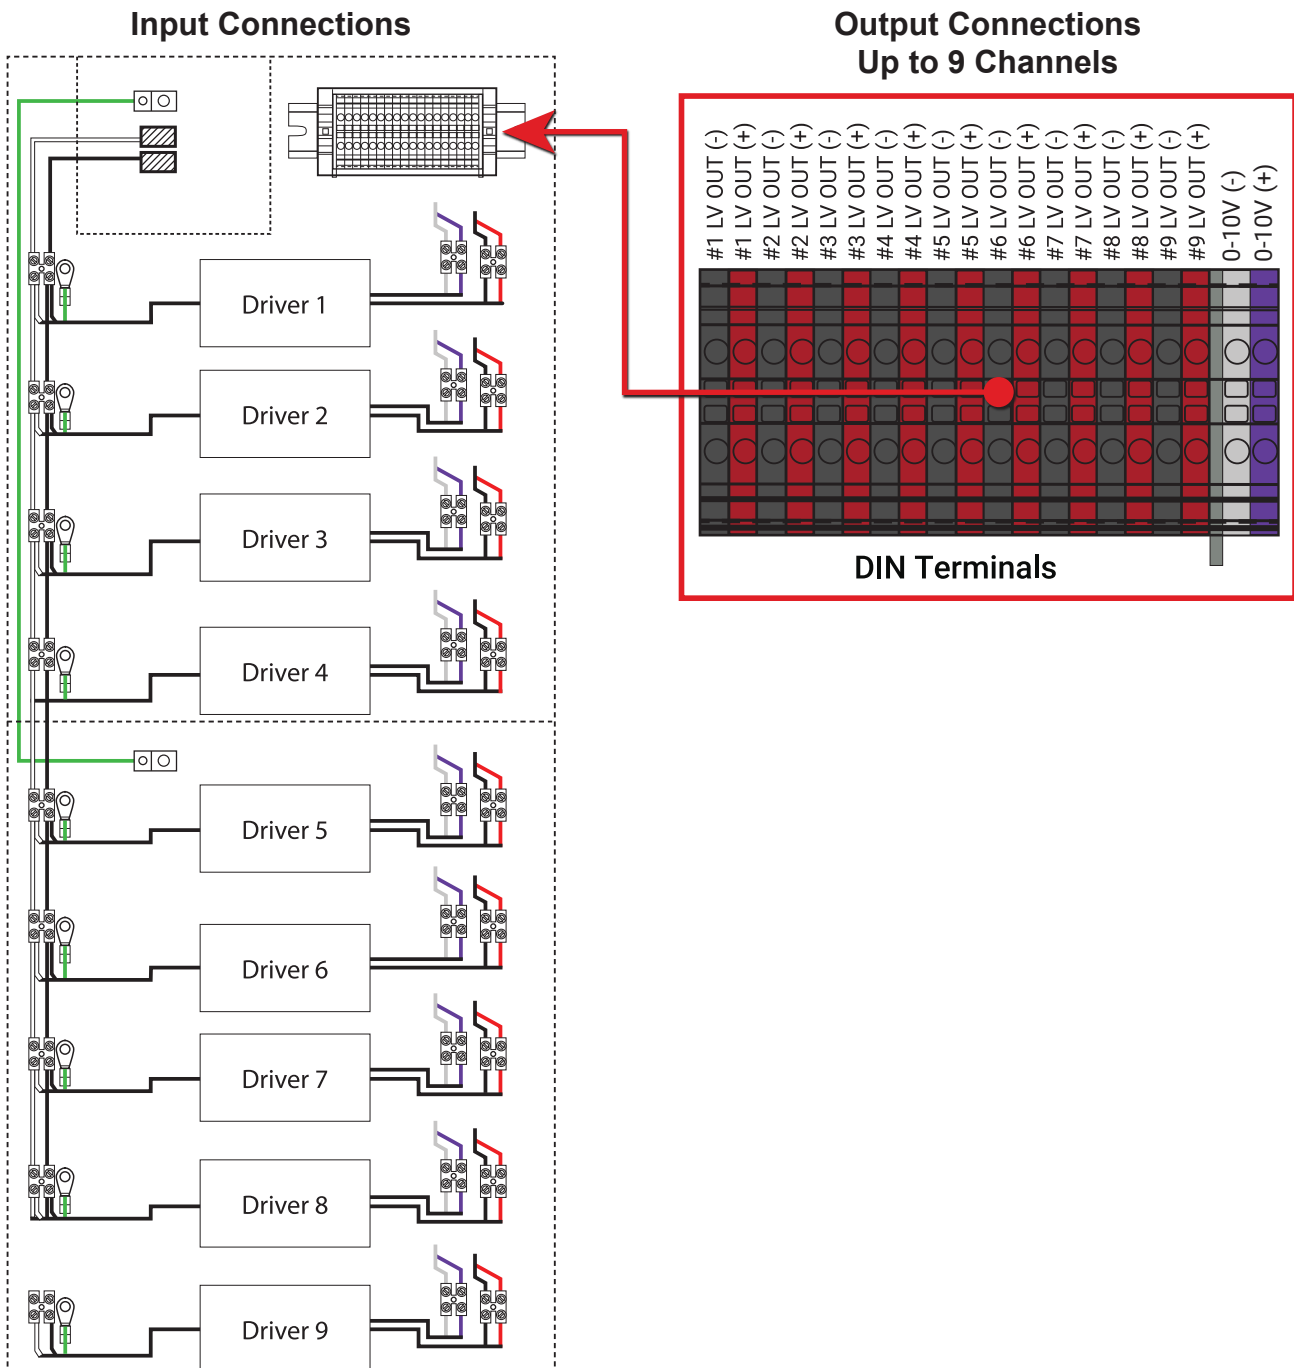 Input Connections
Output Connections
Up to 9 Channels
#1 LV OUT (-)
#1 LV OUT (+)
#2 LV OUT (-)
#2 LV OUT (+)
#3 LV OUT (-)
#3 LV OUT (+)
#4 LV OUT (-)
#4 LV OUT (+)
#5 LV OUT (-)
#5 LV OUT (+)
#6 LV OUT (-)
#6 LV OUT (+)
#7 LV OUT (-)
#7 LV OUT (+)
#8 LV OUT (-)
#8 LV OUT (+)
#9 LV OUT (-)
#9 LV OUT (+)
0-10V (-)
0-10V (+)
DIN Terminals
Driver 1
Driver 2
Driver 3
Driver 4
Driver 5
Driver 6
Driver 7
Driver 8
Driver 9